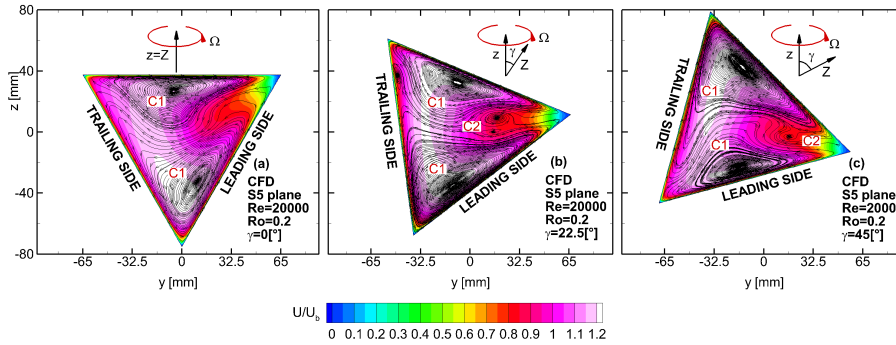 80
40
0
-40
-80
z [mm]
-65
-32.5
0
32.5
65
y [mm]
z=Z
Ω
C1
C1
TRAILING SIDE
LEADING SIDE
(a)
CFD
S5 plane
Re=20000
Ro=0.2
γ=0[°]
-65
-32.5
0
32.5
65
y [mm]
z
γ
Z
Ω
C1
C2
C1
TRAILING SIDE
LEADING SIDE
(b)
CFD
S5 plane
Re=20000
Ro=0.2
γ=22.5[°]
-65
-32.5
0
32.5
65
y [mm]
z
γ
Z
Ω
C1
C1
C2
TRAILING SIDE
LEADING SIDE
(c)
CFD
S5 plane
Re=2000
Ro=0.2
γ=45[°]
U/Ub
0 0.1 0.2 0.3 0.4 0.5 0.6 0.7 0.8 0.9 1 1.1 1.2